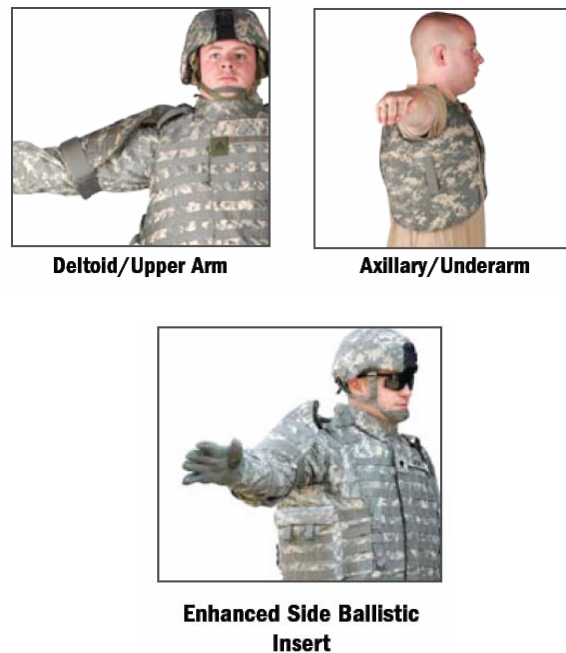 Deltoid/Upper Arm
Axillary/Underarm
Enhanced Side Ballistic
Insert